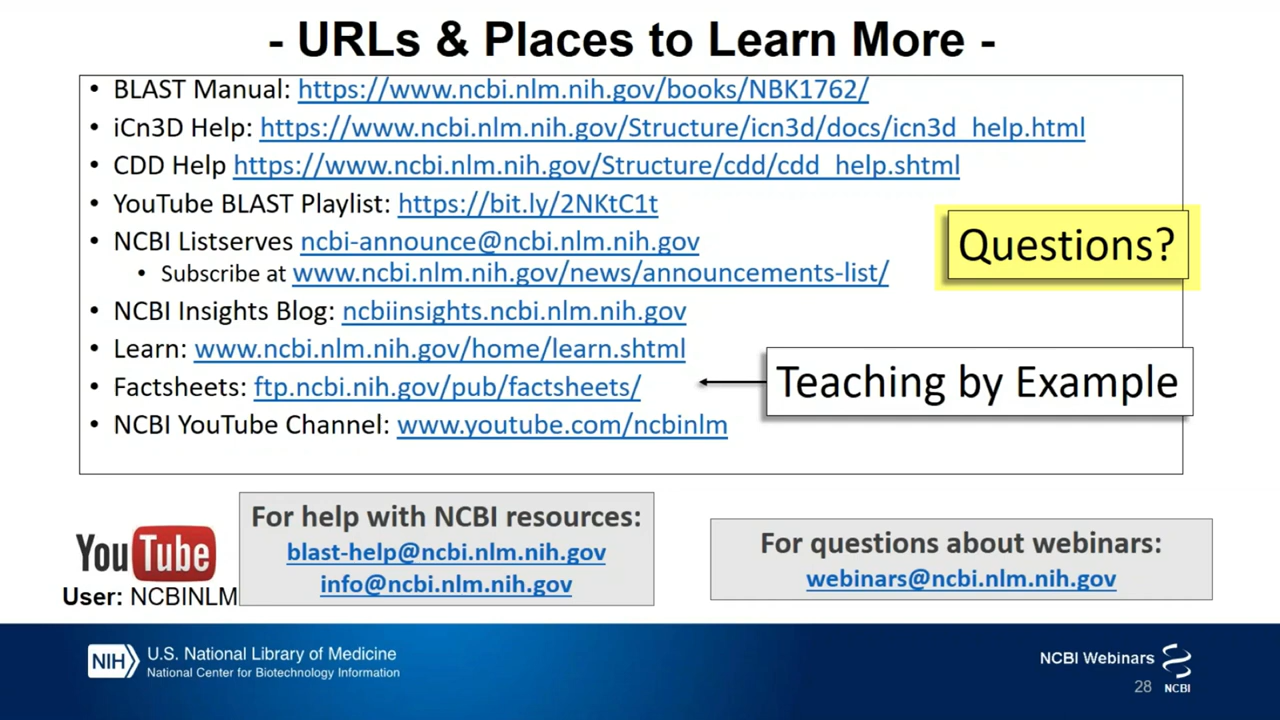 - URLs & Places to Learn More -
• BLAST Manual: https://www.ncbi.nlm.nih.gov/books/NBK1762/
• iCn3D Help: https://www.ncbi.nlm.nih.gov/Structure/icn3d/docs/icn3d_help.html
• CDD Help https://www.ncbi.nlm.nih.gov/Structure/cdd/cdd_help.shtml
• YouTube BLAST Playlist: https://bit.ly/2NKtC1t
• NCBI Listserves ncbi-announce@ncbi.nlm.nih.gov
• Subscribe at www.ncbi.nlm.nih.gov/news/announcements-list/
Questions?
• NCBI Insights Blog: ncbiinsights.ncbi.nlm.nih.gov
• Learn: www.ncbi.nlm.nih.gov/home/learn.shtml
• Factsheets: ftp.ncbi.nih.gov/pub/factsheets/
Teaching by Example
• NCBI YouTube Channel: www.youtube.com/ncbinlm
YouTube
User: NCBINLM
For help with NCBI resources:
blast-help@ncbi.nlm.nih.gov
info@ncbi.nlm.nih.gov
For questions about webinars:
webinars@ncbi.nlm.nih.gov
NIH
U.S. National Library of Medicine
National Center for Biotechnology Information
NCBI Webinars
28
NCBI